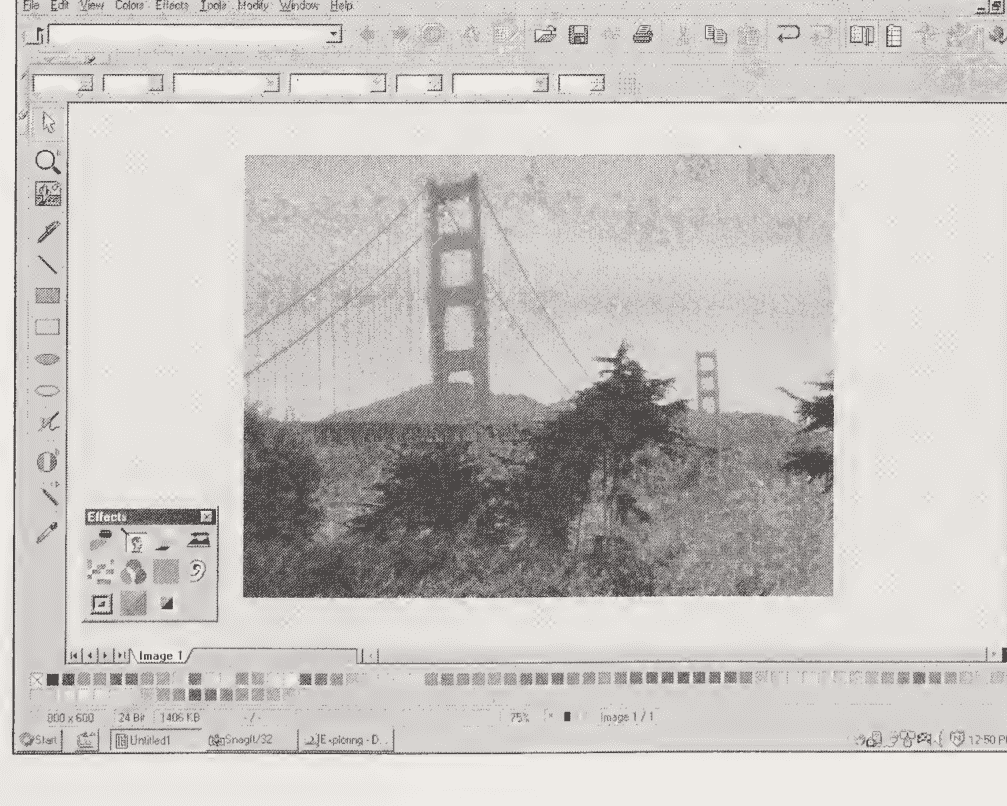 File Edit View Colors Effects Tools Modify Window Help
Effects
Image 1
800 x 600 24 Bit 1406 KB - / - 75% Image 1 / 1
Start Untitled1 SnagIt/32 Exploring - D... 12:50